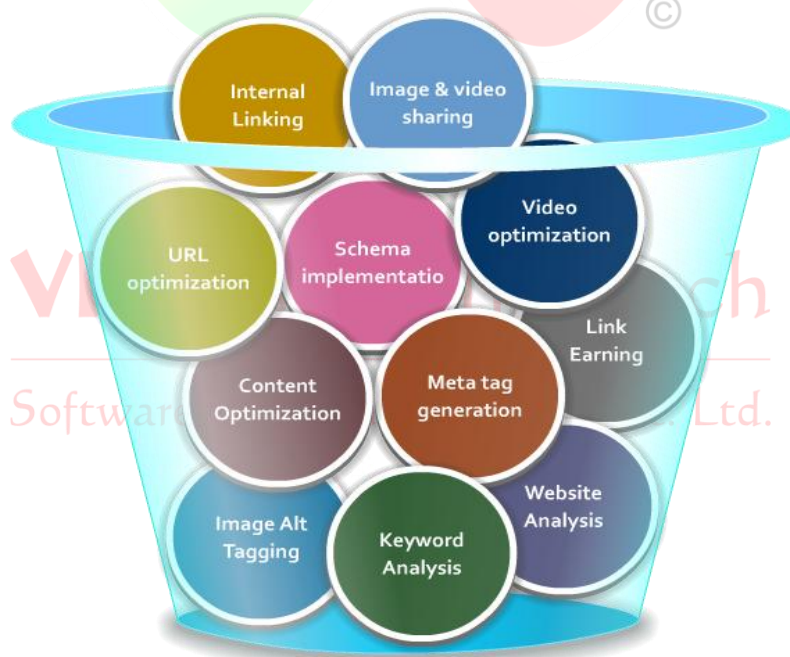 ©
Internal
Linking
Image & video
sharing
Video
optimization
URL
optimization
Schema
implementatio
Link
Earning
Content
Optimization
Meta tag
generation
Ltd.
Website
Analysis
Image Alt
Tagging
Keyword
Analysis